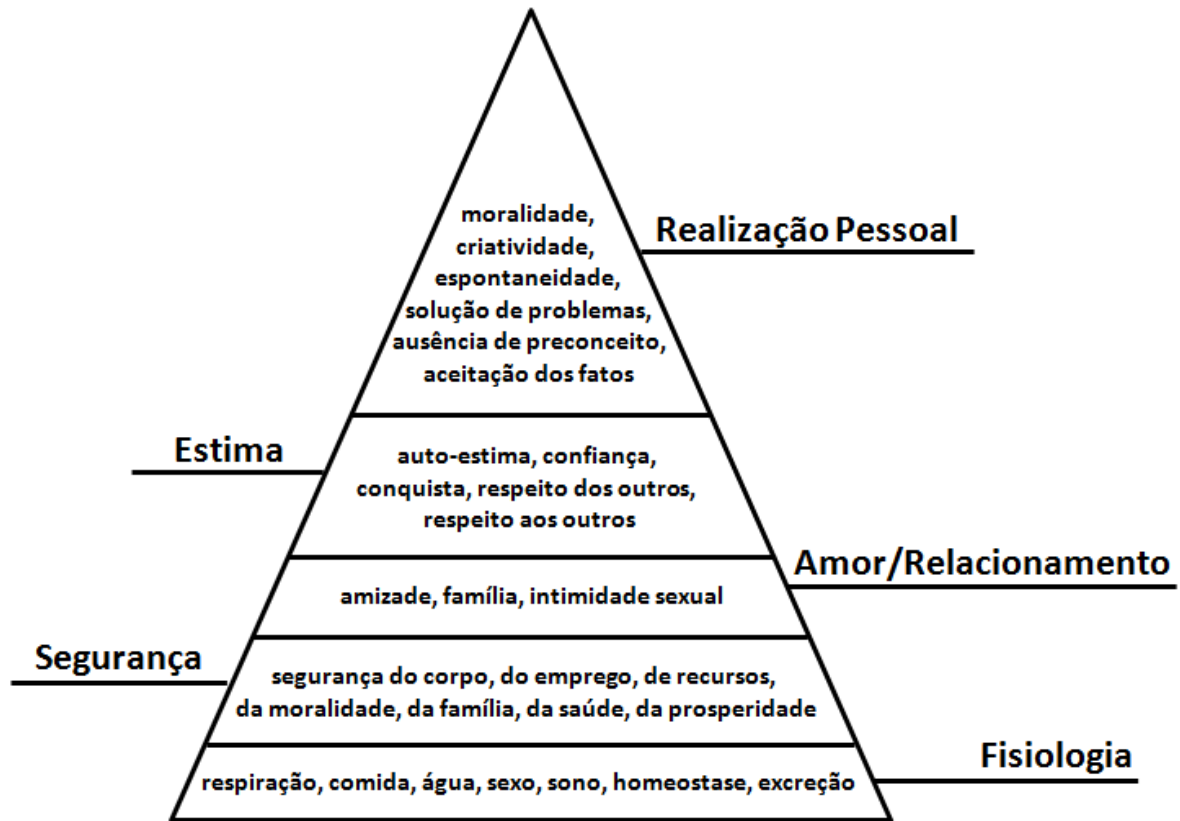 moralidade,
criatividade,
espontaneidade,
solução de problemas,
ausência de preconceito,
aceitação dos fatos
Realização Pessoal
Estima
auto-estima, confiança,
conquista, respeito dos outros,
respeito aos outros
Amor/Relacionamento
amizade, família, intimidade sexual
Segurança
segurança do corpo, do emprego, de recursos,
da moralidade, da família, da saúde, da prosperidade
Fisiologia
respiração, comida, água, sexo, sono, homeostase, excreção